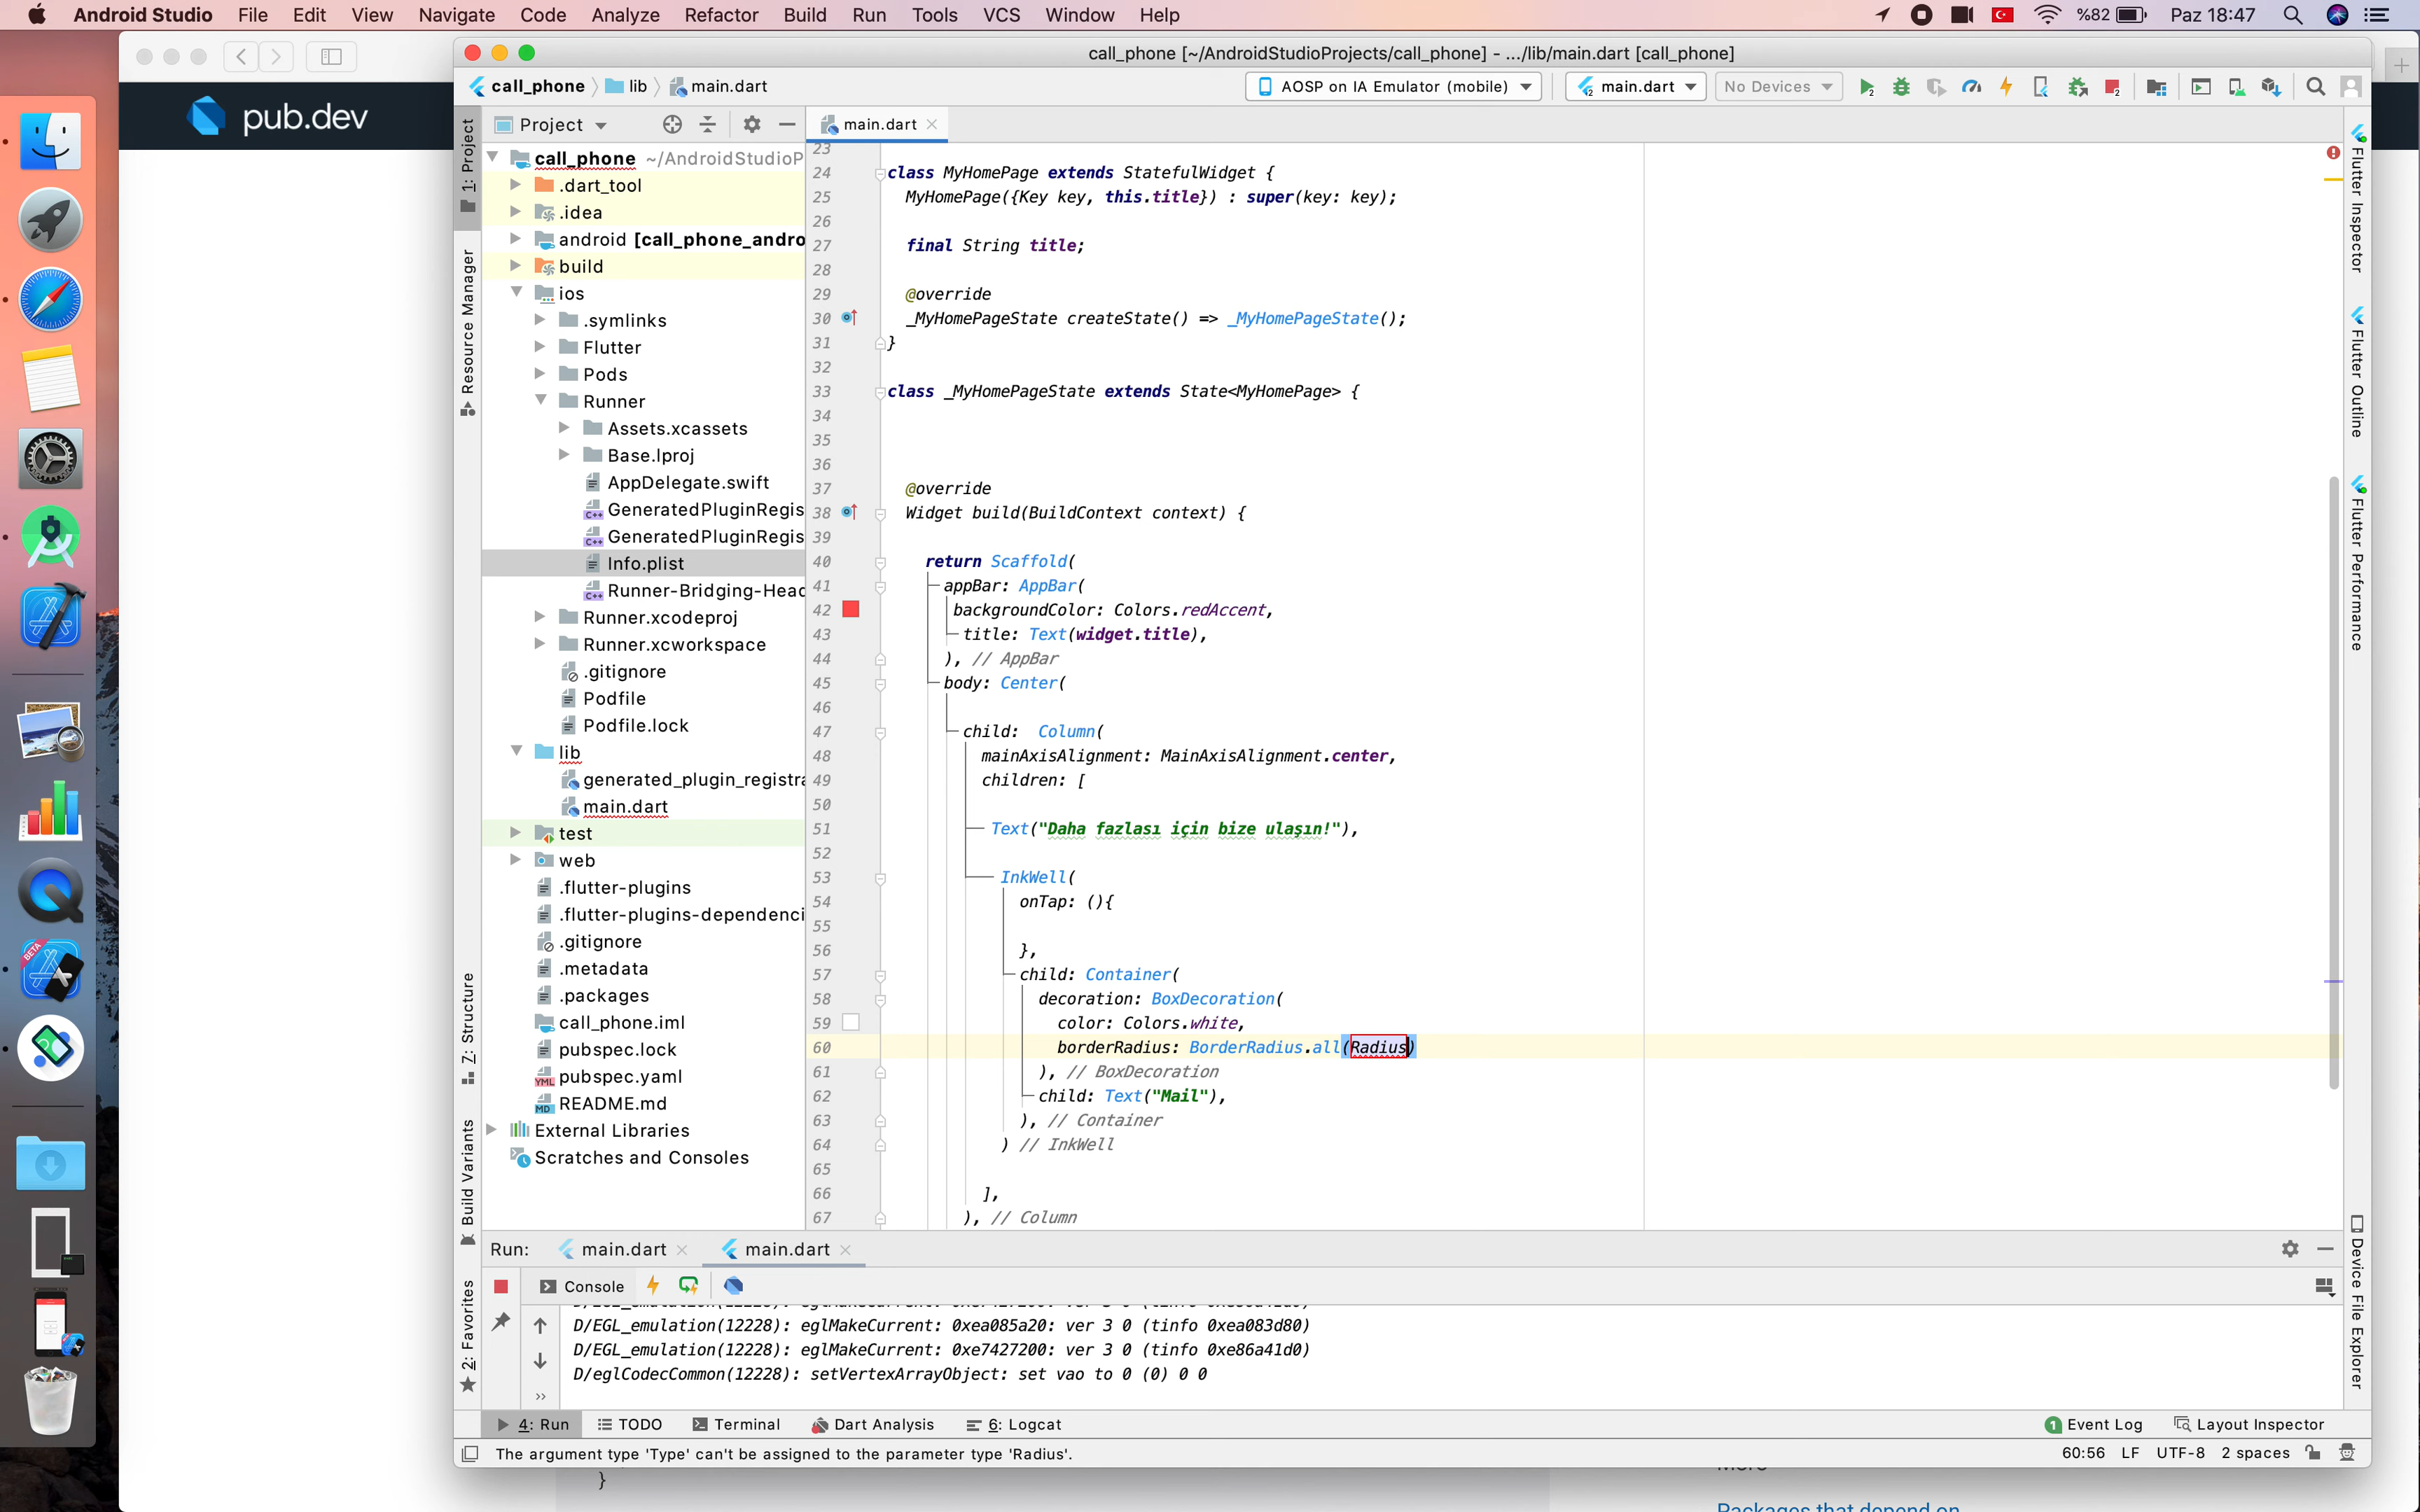 Android Studio File Edit View Navigate Code Analyze Refactor Build Run Tools VCS Window Help %82 Paz 18:47
pub.dev
call_phone [~/AndroidStudioProjects/call_phone] - .../lib/main.dart [call_phone]
call_phone lib main.dart AOSP on IA Emulator (mobile) main.dart No Devices
Project main.dart
1: Project
Resource Manager
7: Structure
Build Variants
2: Favorites
call_phone ~/AndroidStudioP
.dart_tool
.idea
android [call_phone_andro
build
ios
.symlinks
Flutter
Pods
Runner
Assets.xcassets
Base.lproj
AppDelegate.swift
GeneratedPluginRegis
GeneratedPluginRegis
Info.plist
Runner-Bridging-Head
Runner.xcodeproj
Runner.xcworkspace
.gitignore
Podfile
Podfile.lock
lib
generated_plugin_registra
main.dart
test
web
.flutter-plugins
.flutter-plugins-dependenci
.gitignore
.metadata
.packages
call_phone.iml
pubspec.lock
pubspec.yaml
README.md
External Libraries
Scratches and Consoles
23
24 class MyHomePage extends StatefulWidget {
25 MyHomePage({Key key, this.title}) : super(key: key);
26
27 final String title;
28
29 @override
30 _MyHomePageState createState() => _MyHomePageState();
31 }
32
33 class _MyHomePageState extends State<MyHomePage> {
34
35
36
37 @override
38 Widget build(BuildContext context) {
39
40 return Scaffold(
41 appBar: AppBar(
42 backgroundColor: Colors.redAccent,
43 title: Text(widget.title),
44 ), // AppBar
45 body: Center(
46
47 child: Column(
48 mainAxisAlignment: MainAxisAlignment.center,
49 children: [
50
51 Text("Daha fazlası için bize ulaşın!"),
52
53 InkWell(
54 onTap: (){
55
56 },
57 child: Container(
58 decoration: BoxDecoration(
59 color: Colors.white,
60 borderRadius: BorderRadius.all(Radius)
61 ), // BoxDecoration
62 child: Text("Mail"),
63 ), // Container
64 ) // InkWell
65
66 ],
67 ), // Column
Flutter Inspector
Flutter Outline
Flutter Performance
Device File Explorer
Run: main.dart main.dart
Console
D/EGL_emulation(12228): eglMakeCurrent: 0xea085a20: ver 3 0 (tinfo 0xea083d80)
D/EGL_emulation(12228): eglMakeCurrent: 0xe7427200: ver 3 0 (tinfo 0xe86a41d0)
D/eglCodecCommon(12228): setVertexArrayObject: set vao to 0 (0) 0 0
4: Run TODO Terminal Dart Analysis 6: Logcat 1 Event Log Layout Inspector
The argument type 'Type' can't be assigned to the parameter type 'Radius'. 60:56 LF UTF-8 2 spaces
}
Packages that depend on
BETA